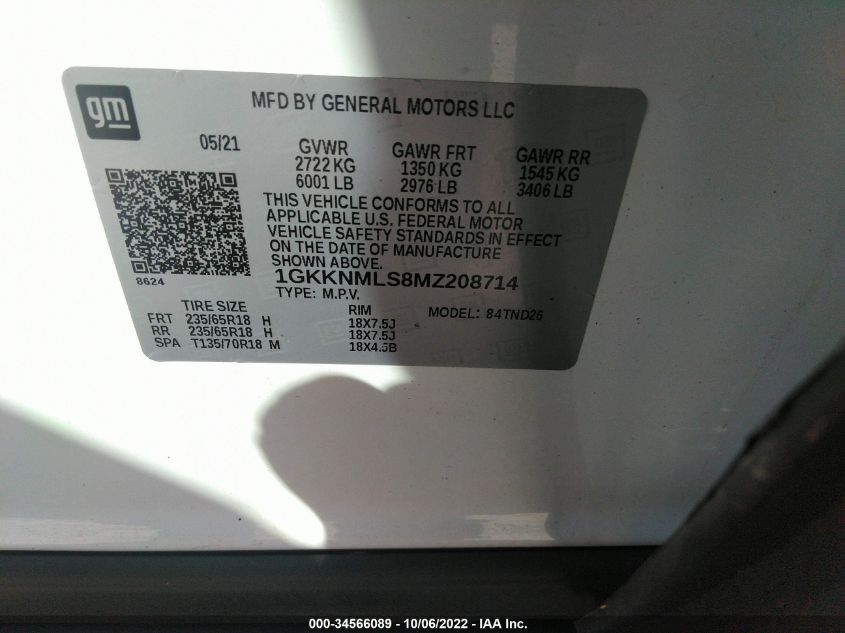 gm
MFD BY GENERAL MOTORS LLC
05/21
GVWR GAWR FRT GAWR RR
2722 KG 1350 KG 1545 KG
6001 LB 2976 LB 3406 LB
THIS VEHICLE CONFORMS TO ALL
APPLICABLE U.S. FEDERAL MOTOR
VEHICLE SAFETY STANDARDS IN EFFECT
ON THE DATE OF MANUFACTURE
SHOWN ABOVE.
8624
1GKKNMLS8MZ208714
TYPE: M.P.V.
TIRE SIZE RIM MODEL: 84TND26
FRT 235/65R18 H 18X7.5J
RR 235/65R18 H 18X7.5J
SPA T135/70R18 M 18X4.5B
000-34566089 - 10/06/2022 - IAA Inc.